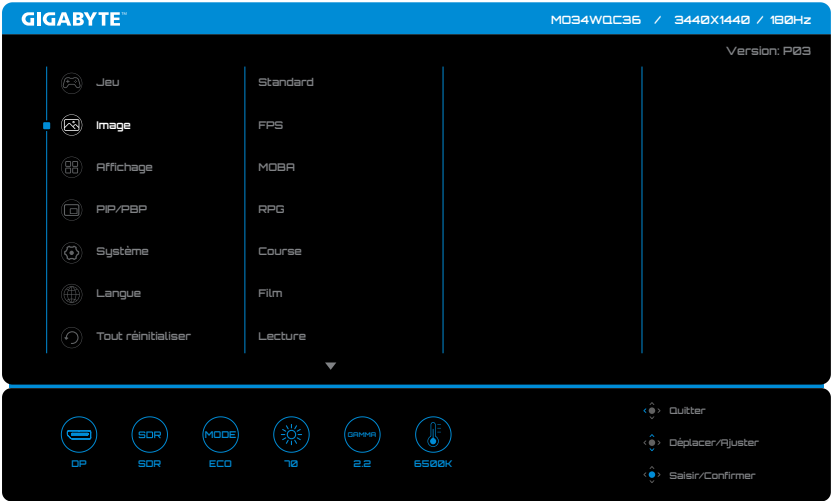 GIGABYTE™
MO34WQC36 / 3440X1440 / 180Hz
Version: P03
Jeu
Standard
Image
FPS
Affichage
MOBA
PIP/PBP
RPG
Système
Course
Langue
Film
Tout réinitialiser
Lecture
Quitter
SDR
MODE
GAMMA
Déplacer/Ajuster
DP
SDR
ECO
70
2.2
6500K
Saisir/Confirmer